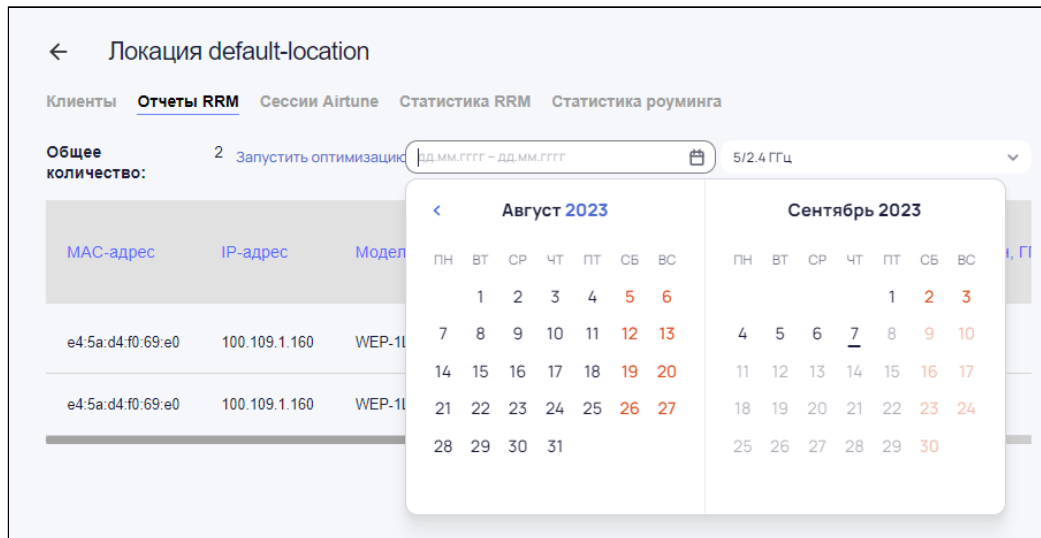 Локация default-location
Клиенты Отчеты RRM Сессии Airtune Статистика RRM Статистика роуминга
Общее количество: 2 Запустить оптимизацию дд.мм.гггг – дд.мм.гггг 5/2.4 ГГц
Август 2023 Сентябрь 2023
MAC-адрес IP-адрес
ПН ВТ СР ЧТ ПТ СБ ВС ПН ВТ СР ЧТ ПТ СБ ВС
1 2 3 4 5 6 1 2 3
7 8 9 10 11 12 13 4 5 6 7 8 9 10
e4:5a:d4:f0:69:e0 100.109.1.160
14 15 16 17 18 19 20 11 12 13 14 15 16 17
e4:5a:d4:f0:69:e0 100.109.1.160
21 22 23 24 25 26 27 18 19 20 21 22 23 24
28 29 30 31 25 26 27 28 29 30